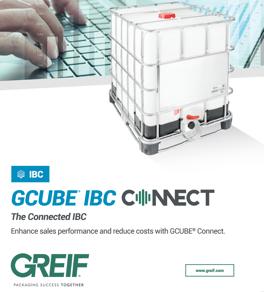 IBC
GCUBE® IBC CONNECT
The Connected IBC
Enhance sales performance and reduce costs with GCUBE® Connect.
GREIF
PACKAGING SUCCESS TOGETHER
www.greif.com